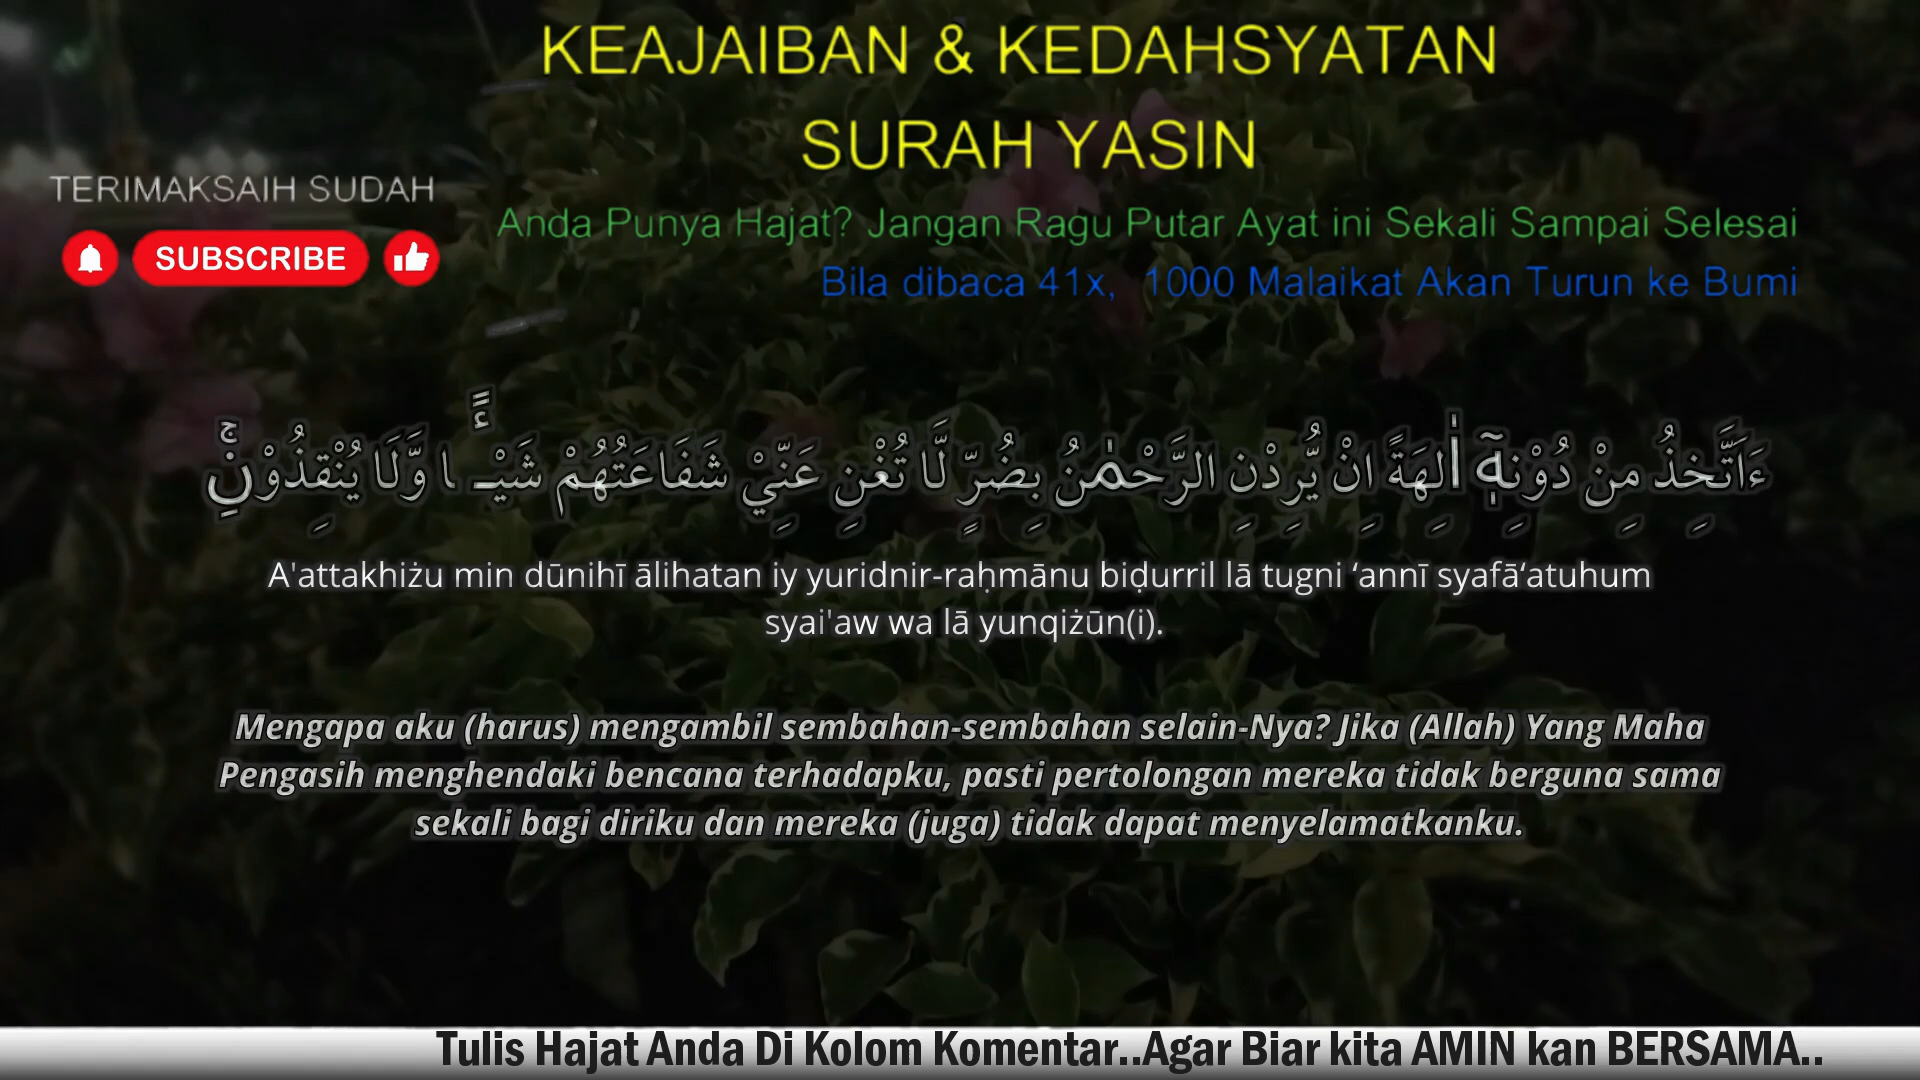 KEAJAIBAN & KEDAHSYATAN
SURAH YASIN
TERIMAKSAIH SUDAH
SUBSCRIBE
Anda Punya Hajat? Jangan Ragu Putar Ayat ini Sekali Sampai Selesai
Bila dibaca 41x, 1000 Malaikat Akan Turun ke Bumi
ءَاَتَّخِذُ مِنْ دُوْنِهٖٓ اٰلِهَةً اِنْ يُّرِدْنِ الرَّحْمٰنُ بِضُرٍّ لَّا تُغْنِ عَنِّيْ شَفَاعَتُهُمْ شَيْـًٔا وَّلَا يُنْقِذُوْنِۚ
A'attakhiżu min dūnihī ālihatan iy yuridnir-raḥmānu biḍurril lā tugni ‘annī syafā‘atuhum
syai'aw wa lā yunqiżūn(i).
Mengapa aku (harus) mengambil sembahan-sembahan selain-Nya? Jika (Allah) Yang Maha
Pengasih menghendaki bencana terhadapku, pasti pertolongan mereka tidak berguna sama
sekali bagi diriku dan mereka (juga) tidak dapat menyelamatkanku.
Tulis Hajat Anda Di Kolom Komentar..Agar Biar kita AMIN kan BERSAMA..